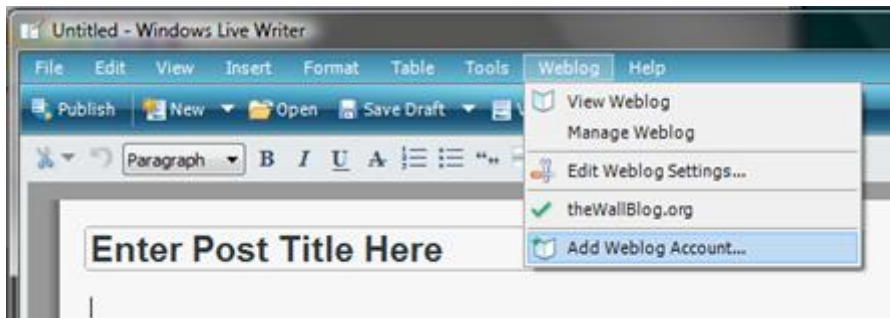 Untitled - Windows Live Writer
File Edit View Insert Format Table Tools Weblog Help
Publish New Open Save Draft
View Weblog
Manage Weblog
Paragraph B I U A
Edit Weblog Settings...
theWallBlog.org
Enter Post Title Here
Add Weblog Account...